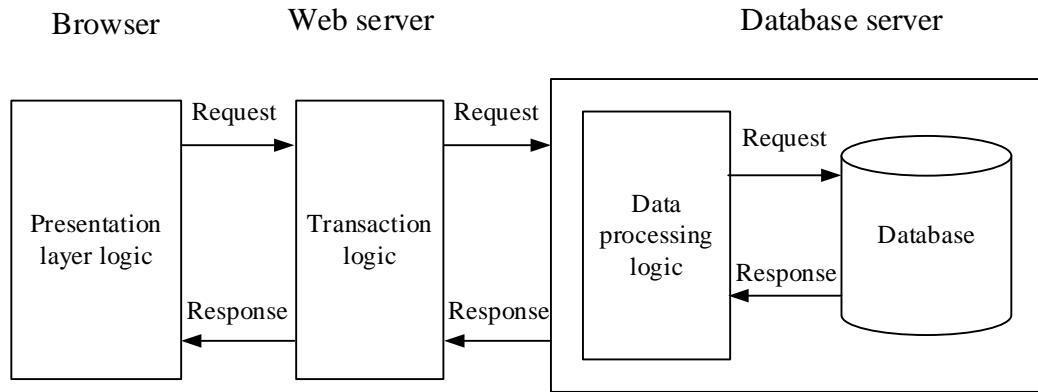 Browser
Web server
Database server
Request
Request
Request
Presentation
layer logic
Transaction
logic
Data
processing
logic
Database
Response
Response
Response